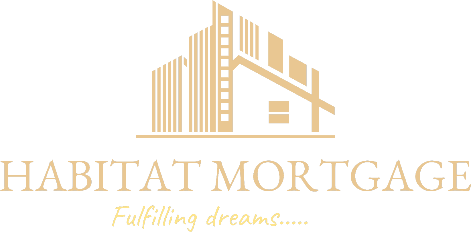 HABITAT MORTGAGE
Fulfilling dreams.....